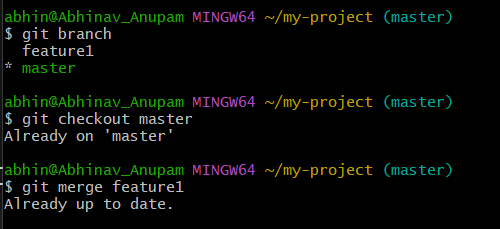 abhin@Abhinav_Anupam MINGW64 ~/my-project (master)
$ git branch
  feature1
* master
abhin@Abhinav_Anupam MINGW64 ~/my-project (master)
$ git checkout master
Already on 'master'
abhin@Abhinav_Anupam MINGW64 ~/my-project (master)
$ git merge feature1
Already up to date.